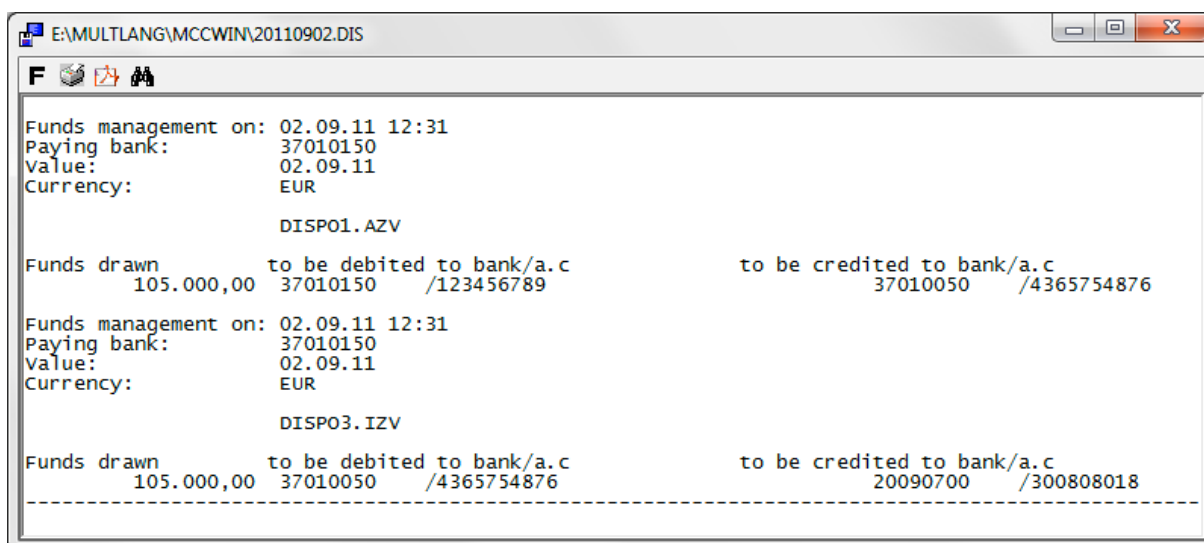 E:\MULTLANG\MCCWIN\20110902.DIS
F
Funds management on: 02.09.11 12:31
Paying bank: 37010150
Value: 02.09.11
Currency: EUR
DISPO1.AZV
Funds drawn to be debited to bank/a.c to be credited to bank/a.c
105.000,00 37010150 /123456789 37010050 /4365754876
Funds management on: 02.09.11 12:31
Paying bank: 37010150
Value: 02.09.11
Currency: EUR
DISPO3.IZV
Funds drawn to be debited to bank/a.c to be credited to bank/a.c
105.000,00 37010050 /4365754876 20090700 /300808018
--------------------------------------------------------------------------------------------------